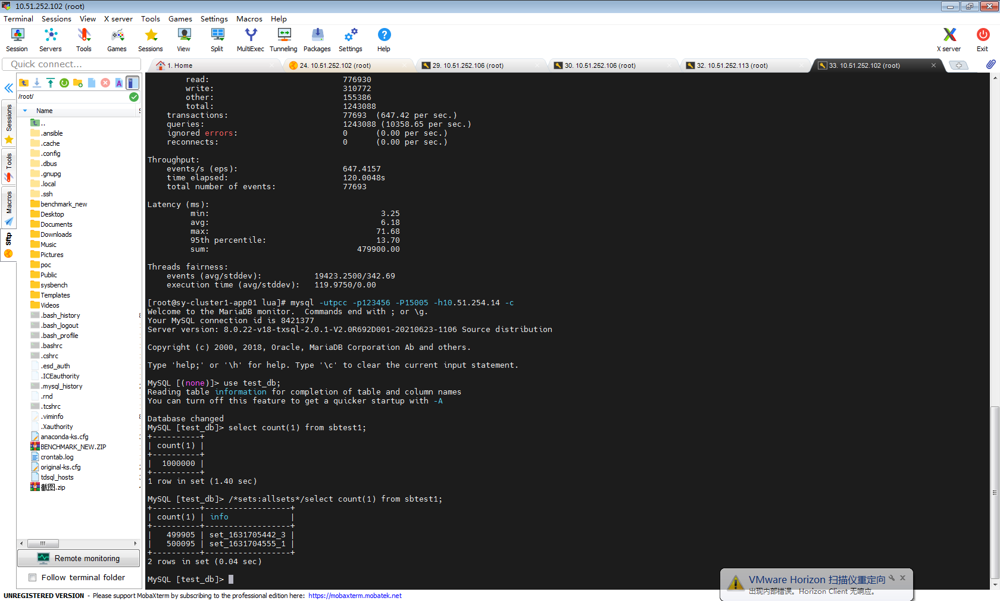 10.51.252.102 (root)
Terminal Sessions View X server Tools Games Settings Macros Help
Session Servers Tools Games Sessions View Split MultiExec Tunneling Packages Settings Help X server Exit
Quick connect...
1. Home
24. 10.51.252.102 (root)
29. 10.51.252.106 (root)
30. 10.51.252.106 (root)
32. 10.51.252.113 (root)
33. 10.51.252.102 (root)
/root/
Name
Sessions
Tools
Macros
Sftp
..
.ansible
.cache
.config
.dbus
.gnupg
.local
.ssh
benchmark_new
Desktop
Documents
Downloads
Music
Pictures
poc
Public
sysbench
Templates
Videos
.bash_history
.bash_logout
.bash_profile
.bashrc
.cshrc
.esd_auth
.ICEauthority
.mysql_history
.rnd
.tcshrc
.viminfo
.Xauthority
anaconda-ks.cfg
BENCHMARK_NEW.ZIP
crontab.log
original-ks.cfg
tdsql_hosts
截图.zip
Remote monitoring
Follow terminal folder
read: 776930
write: 310772
other: 155386
total: 1243088
transactions: 77693 (647.42 per sec.)
queries: 1243088 (10358.65 per sec.)
ignored errors: 0 (0.00 per sec.)
reconnects: 0 (0.00 per sec.)
Throughput:
events/s (eps): 647.4157
time elapsed: 120.0048s
total number of events: 77693
Latency (ms):
min: 3.25
avg: 6.18
max: 71.68
95th percentile: 13.70
sum: 479900.00
Threads fairness:
events (avg/stddev): 19423.2500/342.69
execution time (avg/stddev): 119.9750/0.00
[root@sy-cluster1-app01 lua]# mysql -utpcc -p123456 -P15005 -h10.51.254.14 -c
Welcome to the MariaDB monitor.  Commands end with ; or \g.
Your MySQL connection id is 8421377
Server version: 8.0.22-v18-txsql-2.0.1-V2.0R692D001-20210623-1106 Source distribution
Copyright (c) 2000, 2018, Oracle, MariaDB Corporation Ab and others.
Type 'help;' or '\h' for help. Type '\c' to clear the current input statement.
MySQL [(none)]> use test_db;
Reading table information for completion of table and column names
You can turn off this feature to get a quicker startup with -A
Database changed
MySQL [test_db]> select count(1) from sbtest1;
+----------+
| count(1) |
+----------+
|  1000000 |
+----------+
1 row in set (1.40 sec)
MySQL [test_db]> /*sets:allsets*/select count(1) from sbtest1;
+----------+------------------+
| count(1) | info             |
+----------+------------------+
|   499905 | set_1631705442_3 |
|   500095 | set_1631704555_1 |
+----------+------------------+
2 rows in set (0.04 sec)
MySQL [test_db]>
VMware Horizon 扫描仪重定向
出现内部错误。Horizon Client 无响应。
UNREGISTERED VERSION - Please support MobaXterm by subscribing to the professional edition here: https://mobaxterm.mobatek.net